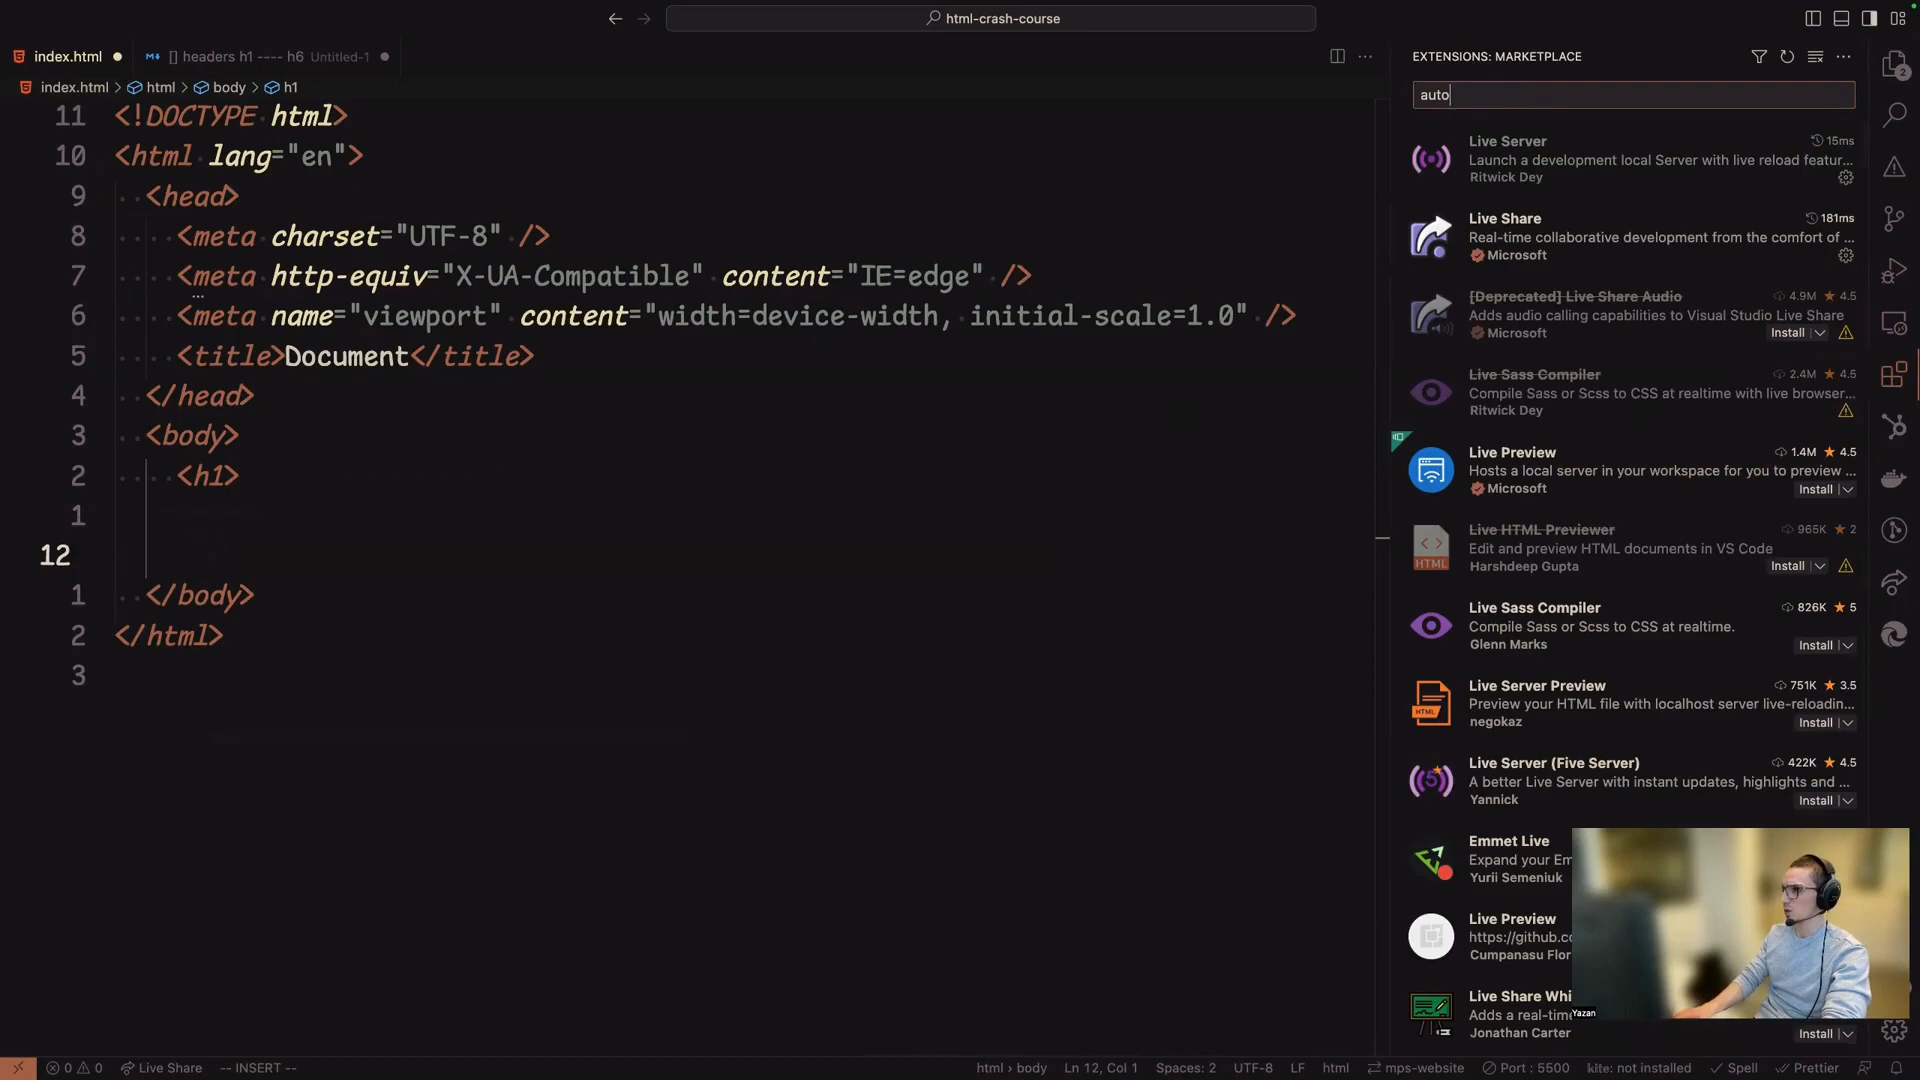 html-crash-course
index.html
[] headers h1 ---- h6 Untitled-1
index.html > html > body > h1
11 <!DOCTYPE html>
10 <html lang="en">
9 <head>
8 <meta charset="UTF-8" />
7 <meta http-equiv="X-UA-Compatible" content="IE=edge" />
6 <meta name="viewport" content="width=device-width, initial-scale=1.0" />
5 <title>Document</title>
4 </head>
3 <body>
2 <h1>
1
12
1 </body>
2 </html>
3
EXTENSIONS: MARKETPLACE
auto
Live Server 15ms
Launch a development local Server with live reload featur...
Ritwick Dey
Live Share 181ms
Real-time collaborative development from the comfort of ...
Microsoft
[Deprecated] Live Share Audio 4.9M ★ 4.5
Adds audio calling capabilities to Visual Studio Live Share
Microsoft Install
Live Sass Compiler 2.4M ★ 4.5
Compile Sass or Scss to CSS at realtime with live browser...
Ritwick Dey
Live Preview 1.4M ★ 4.5
Hosts a local server in your workspace for you to preview ...
Microsoft Install
Live HTML Previewer 965K ★ 2
Edit and preview HTML documents in VS Code
Harshdeep Gupta Install
Live Sass Compiler 826K ★ 5
Compile Sass or Scss to CSS at realtime.
Glenn Marks Install
Live Server Preview 751K ★ 3.5
Preview your HTML file with localhost server live-reloadin...
negokaz Install
Live Server (Five Server) 422K ★ 4.5
A better Live Server with instant updates, highlights and ...
Yannick Install
Emmet Live
Expand your Em
Yurii Semeniuk
Live Preview
https://github.co
Cumpanasu Flor
Live Share Whi
Adds a real-time
Jonathan Carter Install
Yazan
2
HTML
HTML
5
0 0 Live Share -- INSERT -- html > body Ln 12, Col 1 Spaces: 2 UTF-8 LF html mps-website Port : 5500 kite: not installed Spell Prettier